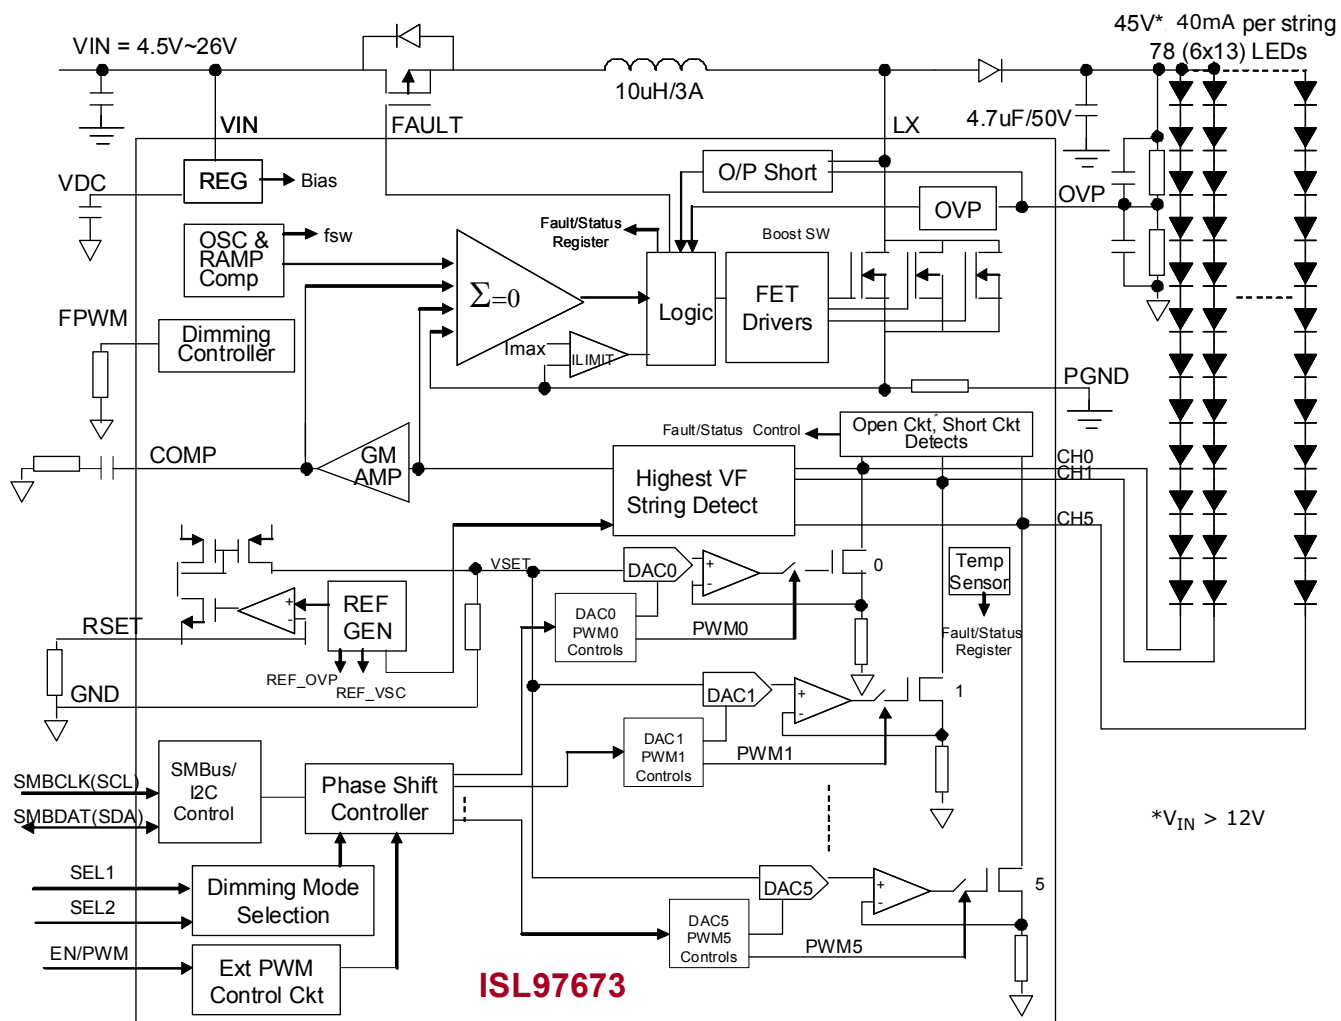 45V* 40mA per string
78 (6x13) LEDs
VIN = 4.5V~26V
10uH/3A
4.7uF/50V
VIN
FAULT
LX
O/P Short
REG
Bias
VDC
OVP
OVP
OSC &
RAMP
Comp
fsw
Fault/Status
Register
Boost SW
Σ=0
Logic
FET
Drivers
FPWM
Dimming
Controller
Imax
ILIMIT
PGND
Fault/Status Control
Open Ckt, Short Ckt
Detects
COMP
GM
AMP
Highest VF
String Detect
CH0
CH1
CH5
VSET
DAC0
+
-
0
Temp
Sensor
REF
GEN
+
-
DAC0
PWM0
Controls
PWM0
RSET
Fault/Status
Register
REF_OVP
REF_VSC
GND
DAC1
+
-
1
DAC1
PWM1
Controls
PWM1
SMBCLK(SCL)
SMBDAT(SDA)
SMBus/
I2C
Control
Phase Shift
Controller
*VIN > 12V
SEL1
SEL2
Dimming Mode
Selection
DAC5
+
-
5
DAC5
PWM5
Controls
PWM5
EN/PWM
Ext PWM
Control Ckt
ISL97673